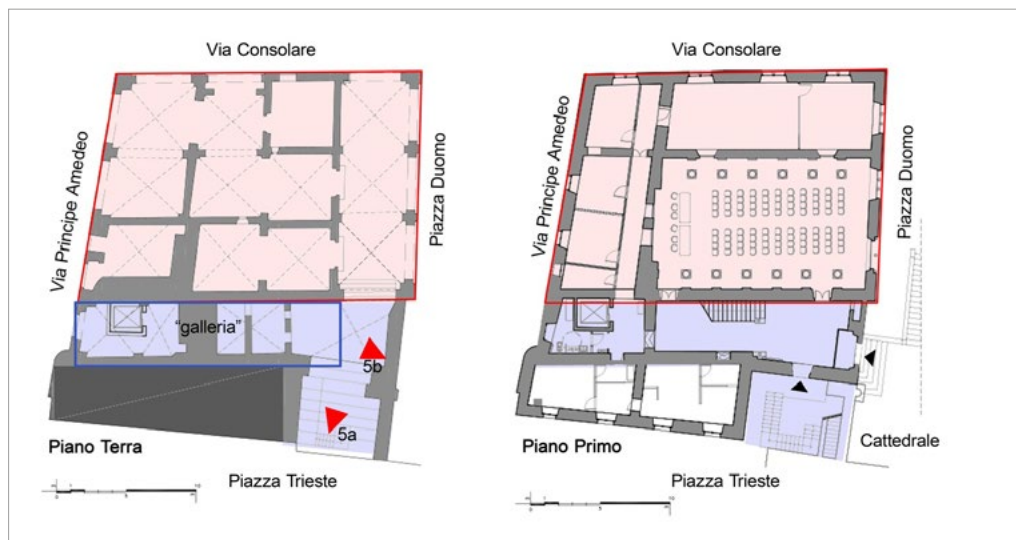 Via Consolare
Via Principe Amedeo
Piazza Duomo
"galleria"
5b
5a
Piano Terra
Piazza Trieste
Via Consolare
Via Principe Amedeo
Piazza Duomo
Piano Primo
Cattedrale
Piazza Trieste